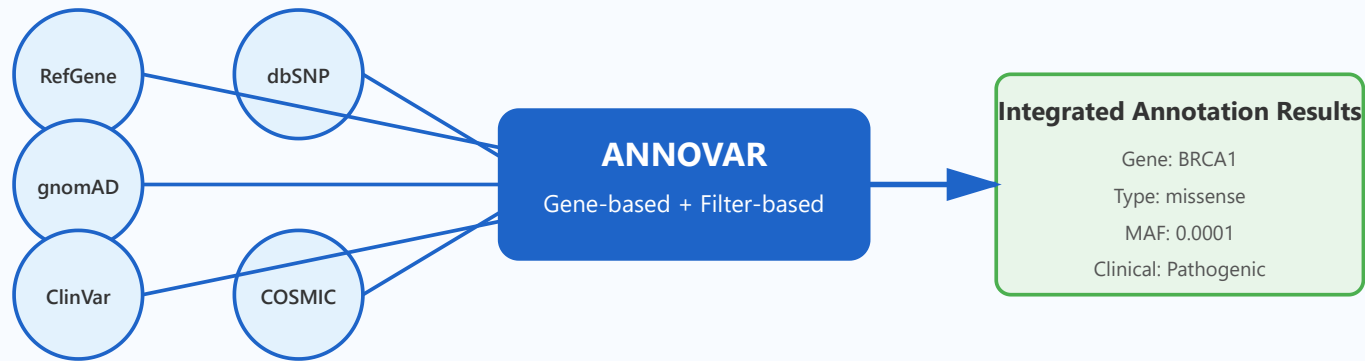 RefGene
dbSNP
gnomAD
ClinVar
COSMIC
ANNOVAR
Gene-based + Filter-based
Integrated Annotation Results
Gene: BRCA1
Type: missense
MAF: 0.0001
Clinical: Pathogenic